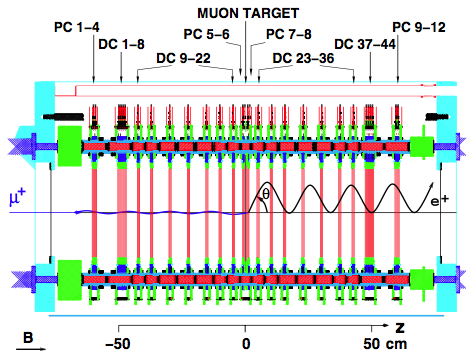 MUON TARGET
PC 1–4
PC 5–6
PC 7–8
PC 9–12
DC 1–8
DC 37–44
DC 9–22
DC 23–36
μ+
θ
e+
z
B
−50
0
50
cm